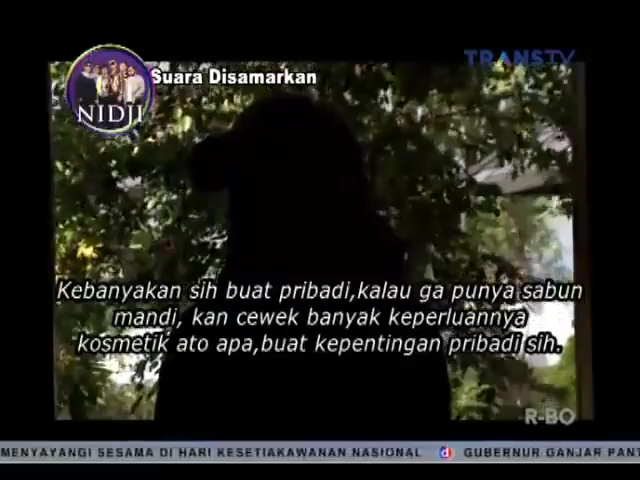 NIDJI
Suara Disamarkan
TRANSTV
Kebanyakan sih buat pribadi,kalau ga punya sabun
mandi, kan cewek banyak keperluannya
kosmetik ato apa,buat kepentingan pribadi sih.
R-BO
MENYAYANGI SESAMA DI HARI KESETIAKAWANAN NASIONAL d GUBERNUR GANJAR PANT